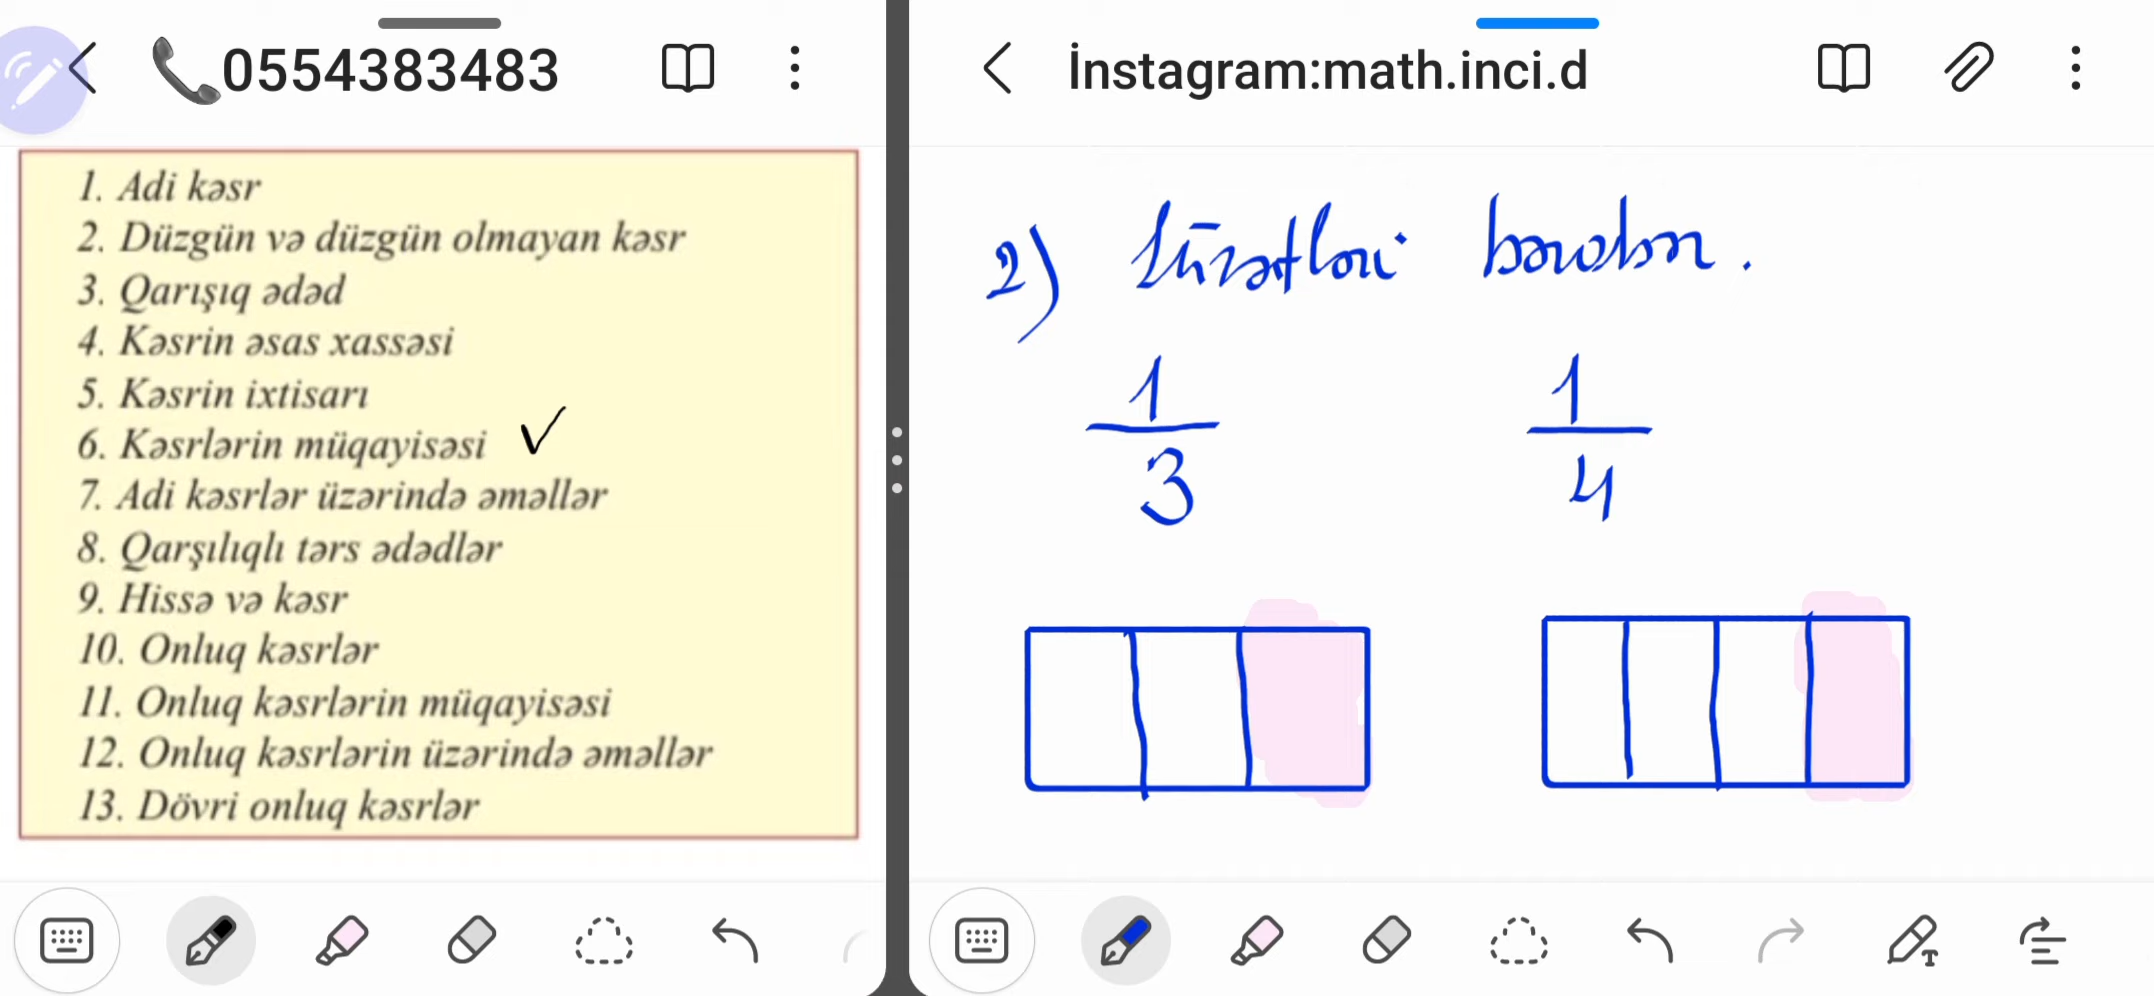 0554383483
1. Adi kəsr
2. Düzgün və düzgün olmayan kəsr
3. Qarışıq ədəd
4. Kəsrin əsas xassəsi
5. Kəsrin ixtisarı
6. Kəsrlərin müqayisəsi ✓
7. Adi kəsrlər üzərində əməllər
8. Qarşılıqlı tərs ədədlər
9. Hissə və kəsr
10. Onluq kəsrlər
11. Onluq kəsrlərin müqayisəsi
12. Onluq kəsrlərin üzərində əməllər
13. Dövri onluq kəsrlər
İnstagram:math.inci.d
2) Sürətləri bərabər.
1/3 1/4